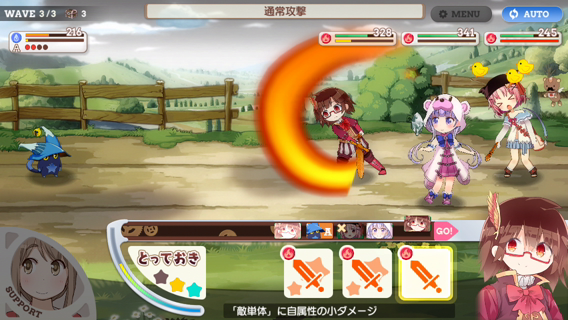 WAVE 3/3 3
通常攻撃
MENU
AUTO
216
A
328
341
245
A
GO!
とっておき
SUPPORT
「敵単体」に自属性の小ダメージ